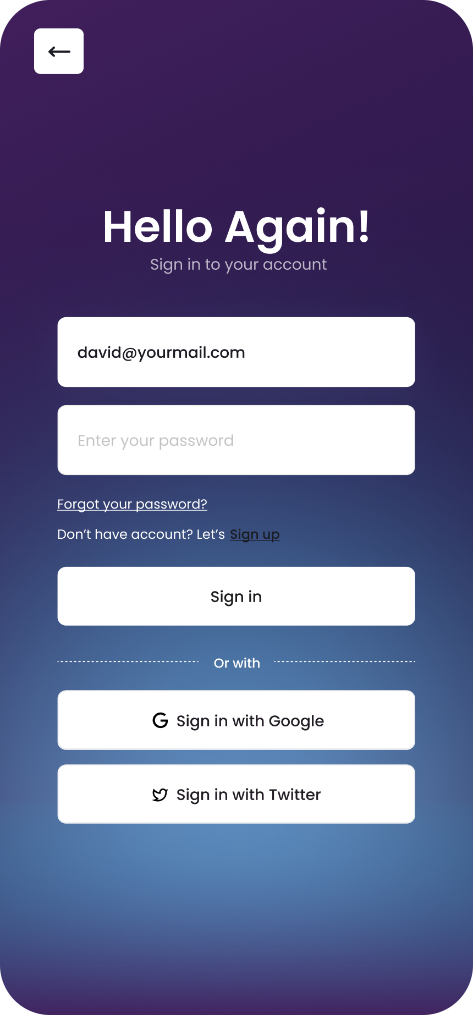 Hello Again!
Sign in to your account
david@yourmail.com
Enter your password
Forgot your password?
Don’t have account? Let’s Sign up
Sign in
Or with
Sign in with Google
Sign in with Twitter